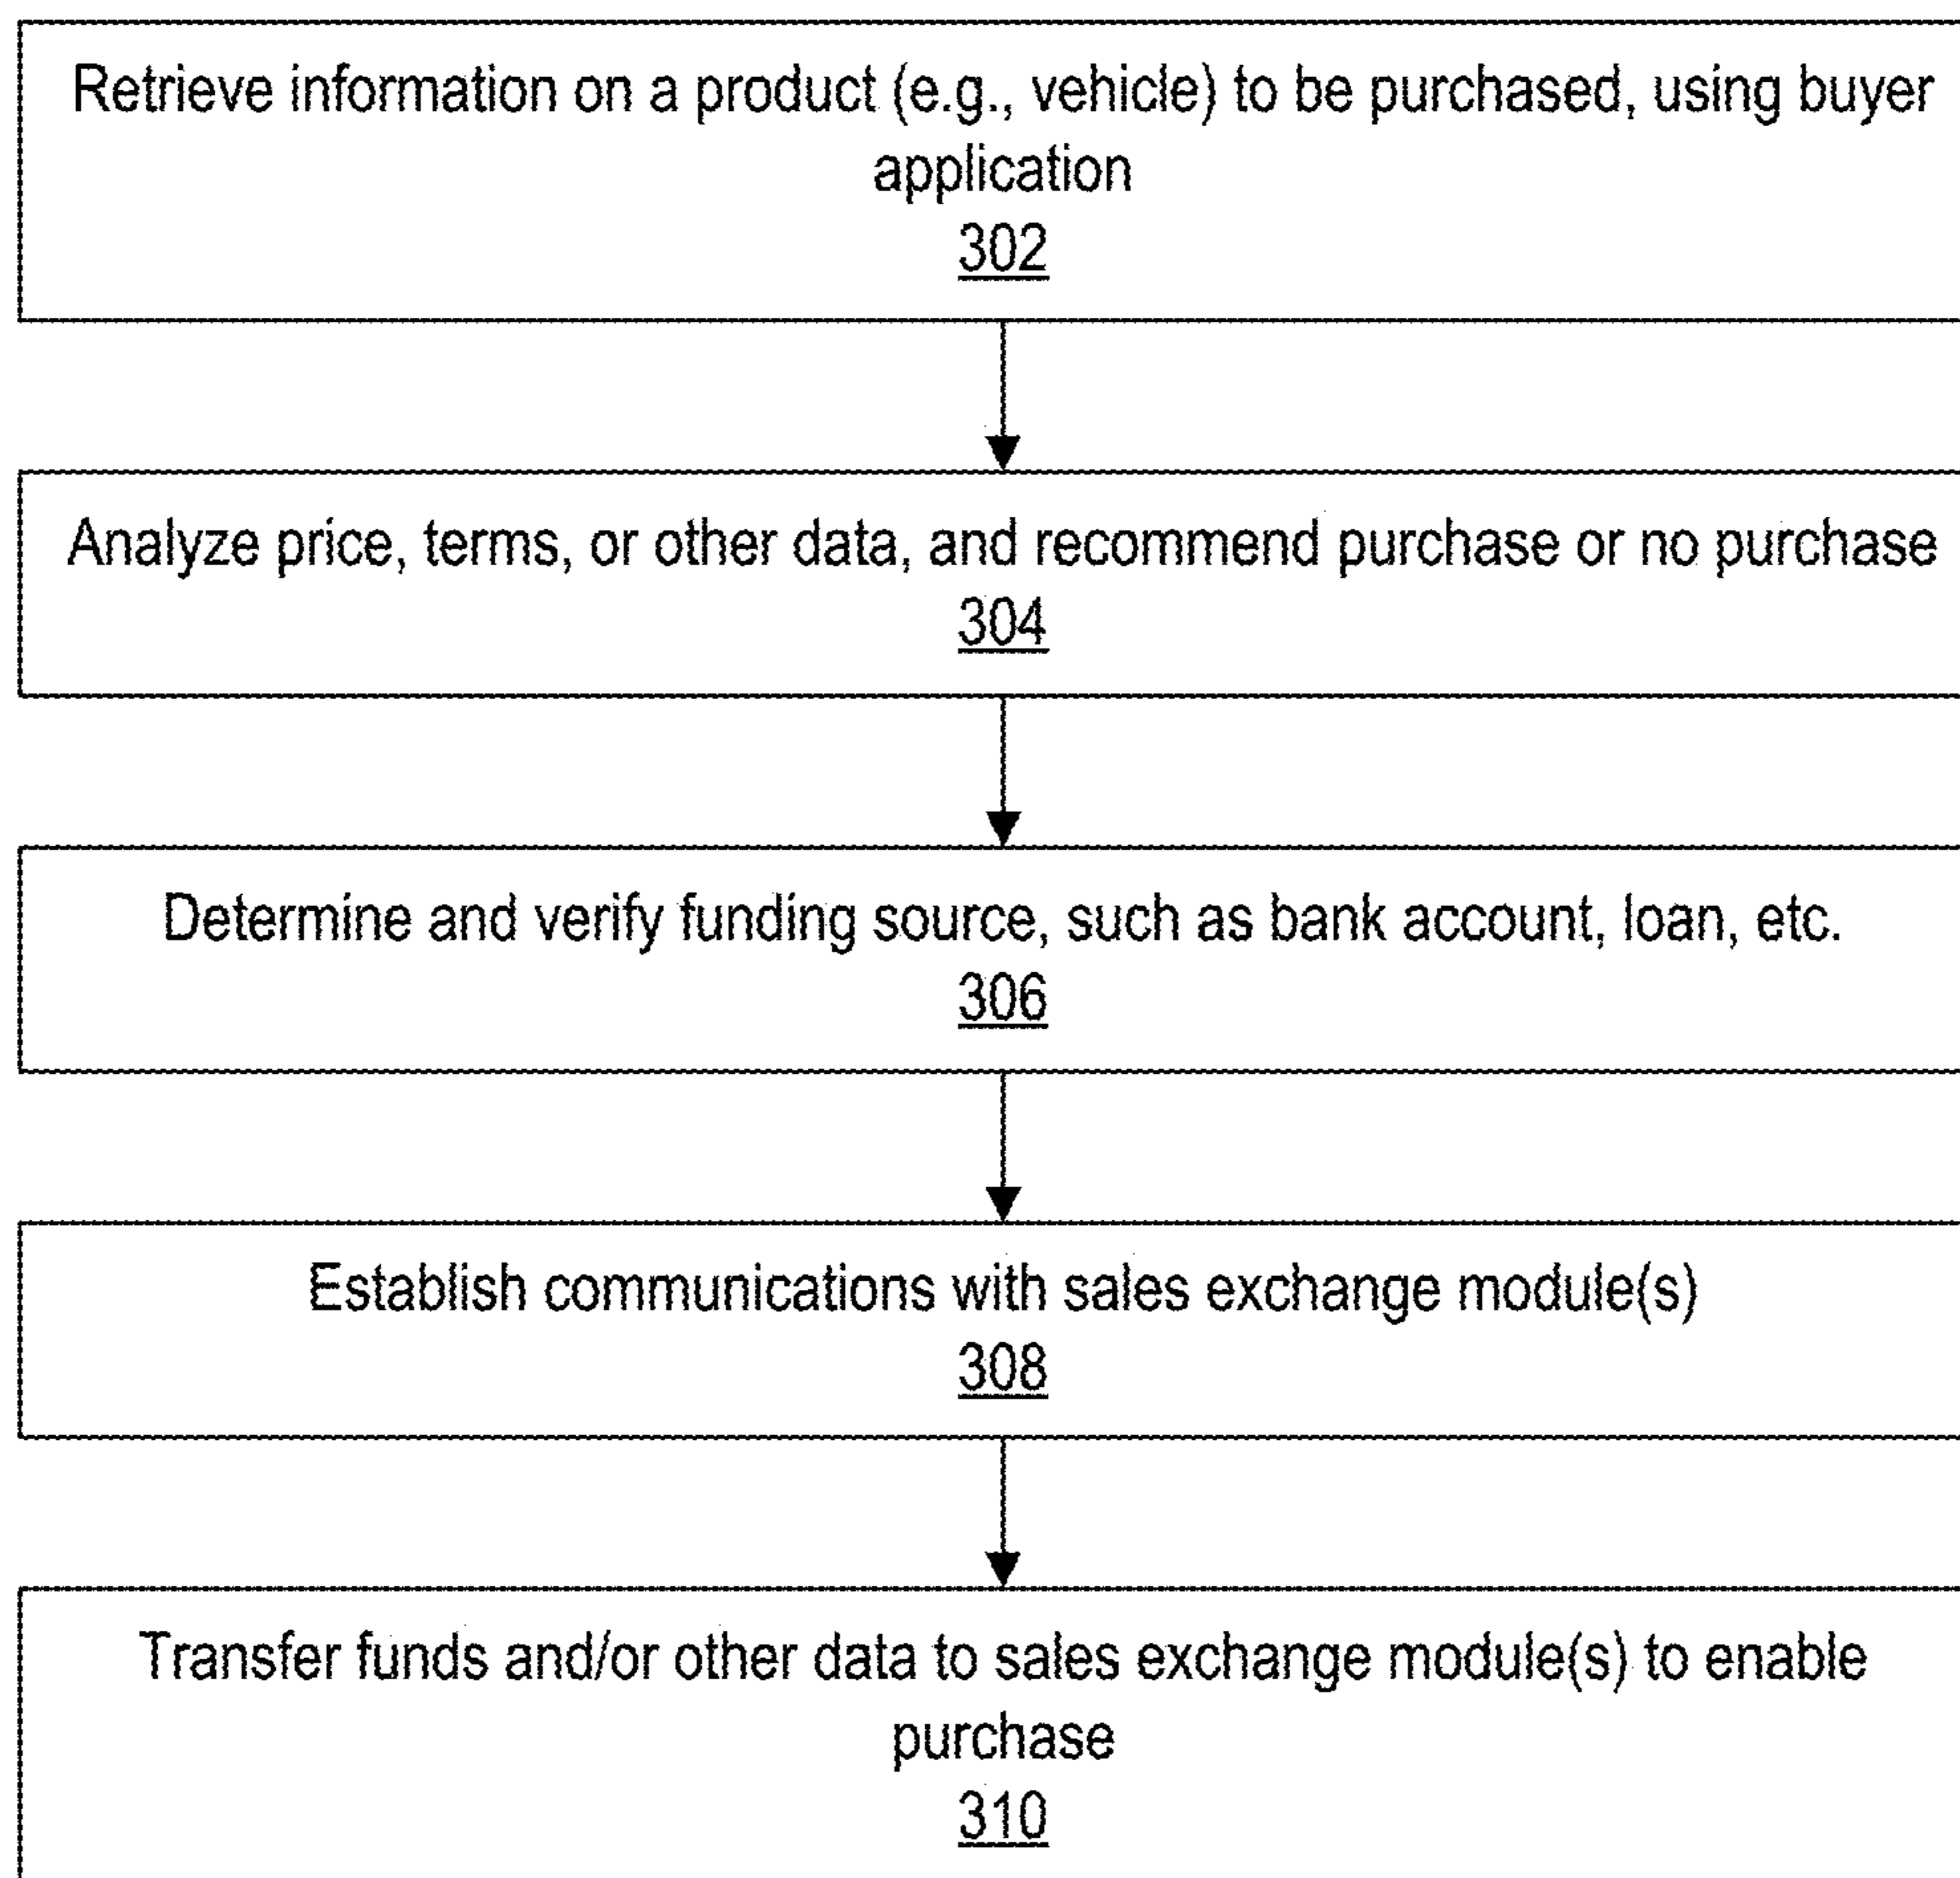 Retrieve information on a product (e.g., vehicle) to be purchased, using buyer
application
302
Analyze price, terms, or other data, and recommend purchase or no purchase
304
Determine and verify funding source, such as bank account, loan, etc.
306
Establish communications with sales exchange module(s)
308
Transfer funds and/or other data to sales exchange module(s) to enable
purchase
310